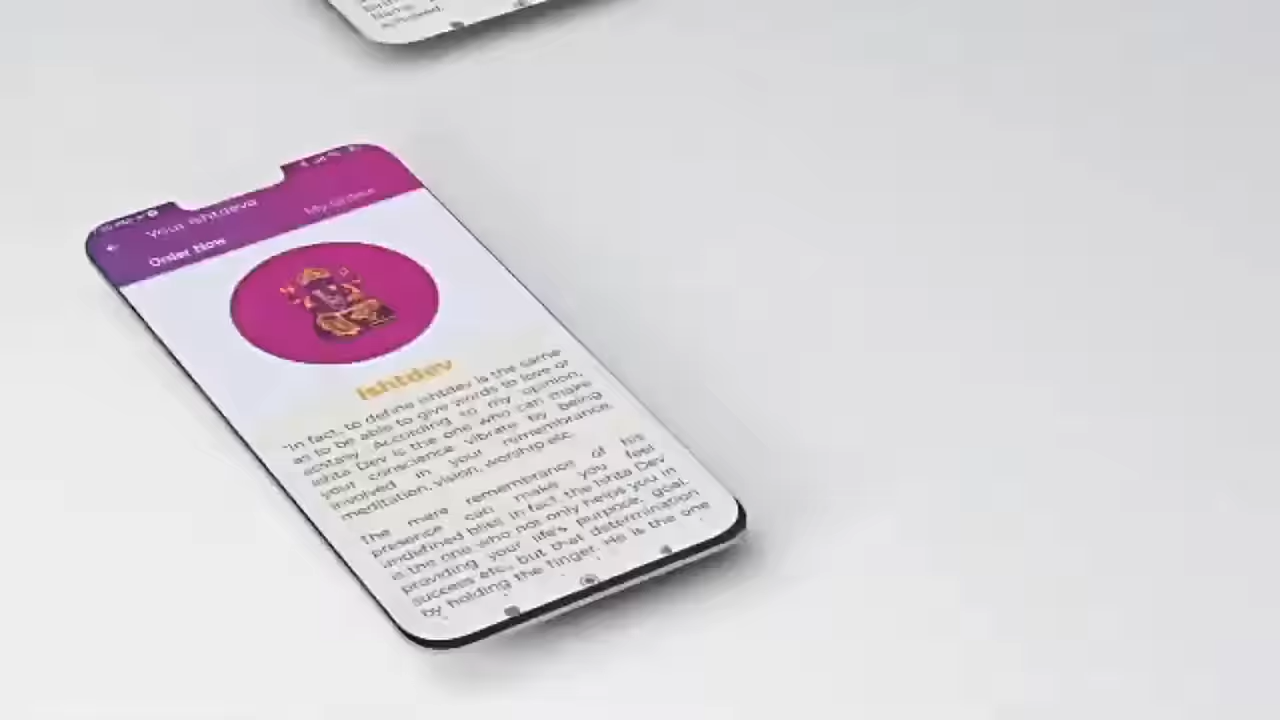 Your Ishtdeva
Order Now
My Orders
Ishtdev
"In fact, to define ishtdev is the same
as to be able to give words to love or
ecstasy. According to my opinion,
Ishta Dev is the one who can make
your conscience vibrate by being
involved in your remembrance,
meditation, vision, worship etc.
The mere remembrance of his
presence can make you feel
undefined bliss. In fact, the Ishta Dev
is the one who not only helps you in
providing your life's purpose, goal,
success etc, but that determination
by holding the finger. He is the one